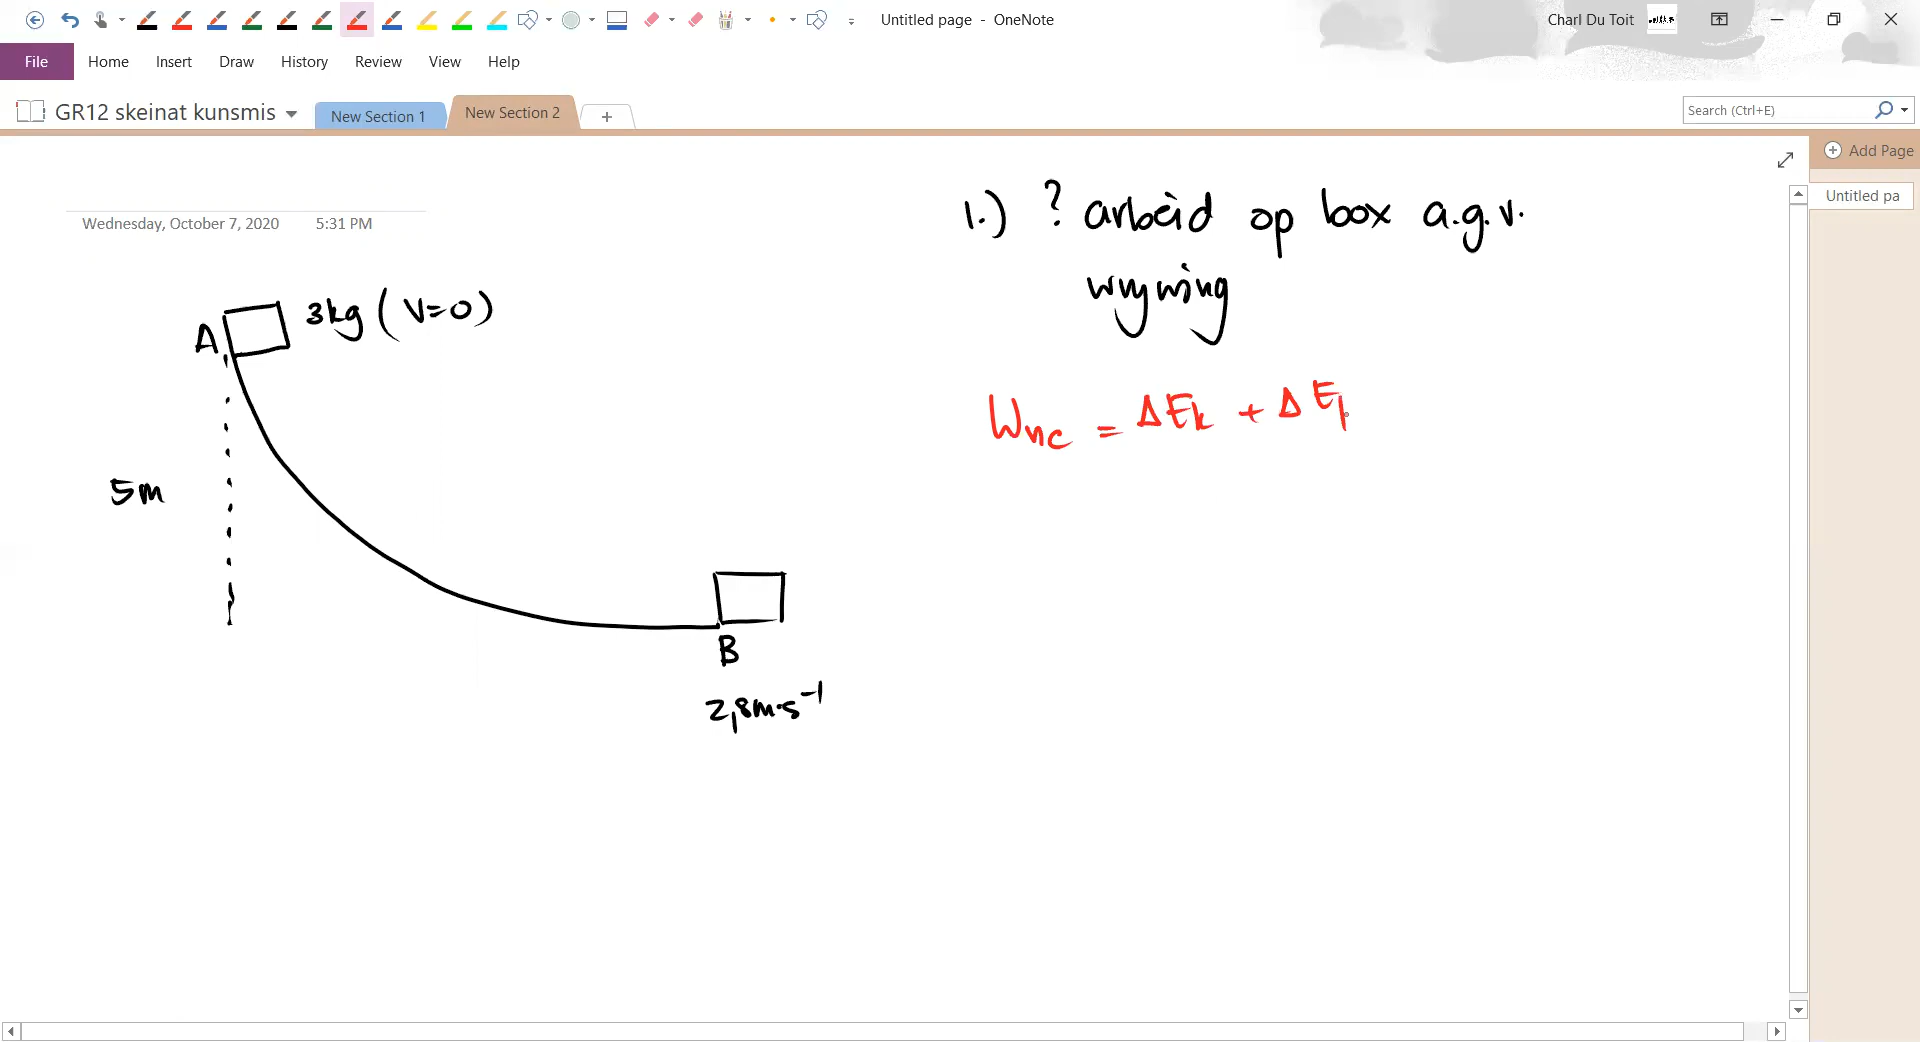 Untitled page - OneNote
Charl Du Toit
File
Home
Insert
Draw
History
Review
View
Help
GR12 skeinat kunsmis
New Section 1
New Section 2
+
Search (Ctrl+E)
Add Page
Untitled pa
Wednesday, October 7, 2020 5:31 PM
1.) ? arbeid op box a.g.v.
wrywing
3kg (v=0)
A
Wnc = ΔEk + ΔEp
5m
B
2,8m·s⁻¹